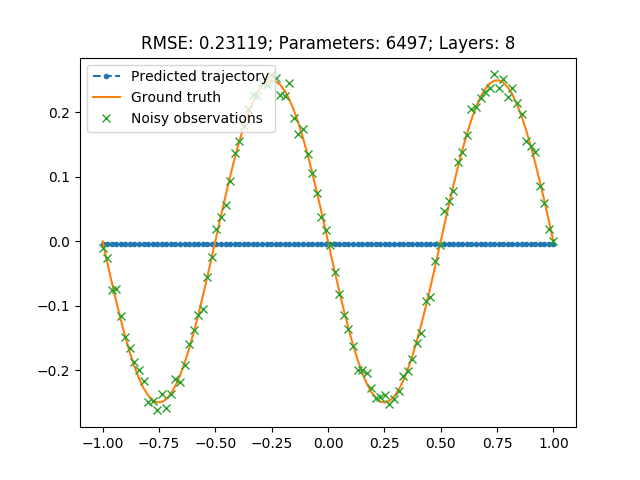 RMSE: 0.23119; Parameters: 6497; Layers: 8
Predicted trajectory
Ground truth
Noisy observations
0.2
0.1
0.0
−0.1
−0.2
−1.00 −0.75 −0.50 −0.25 0.00 0.25 0.50 0.75 1.00